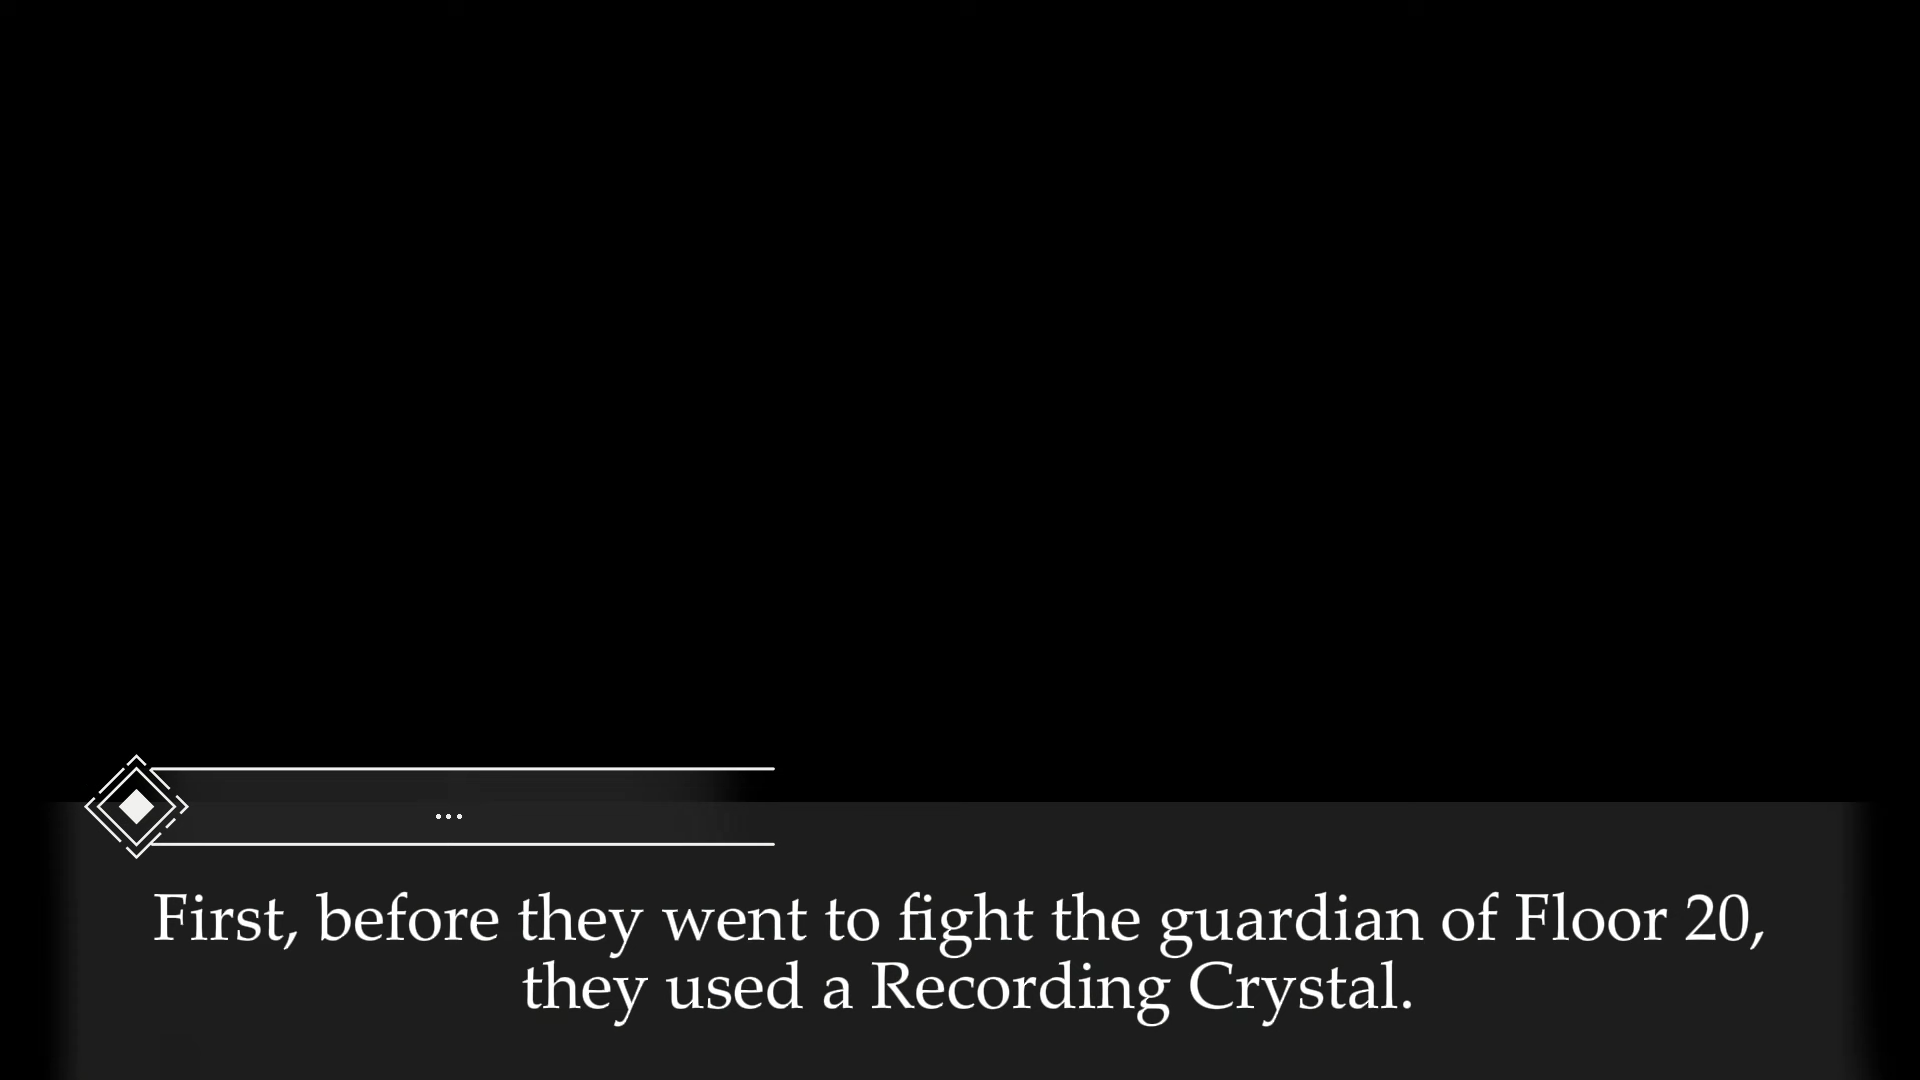 ...
First, before they went to fight the guardian of Floor 20,
they used a Recording Crystal.